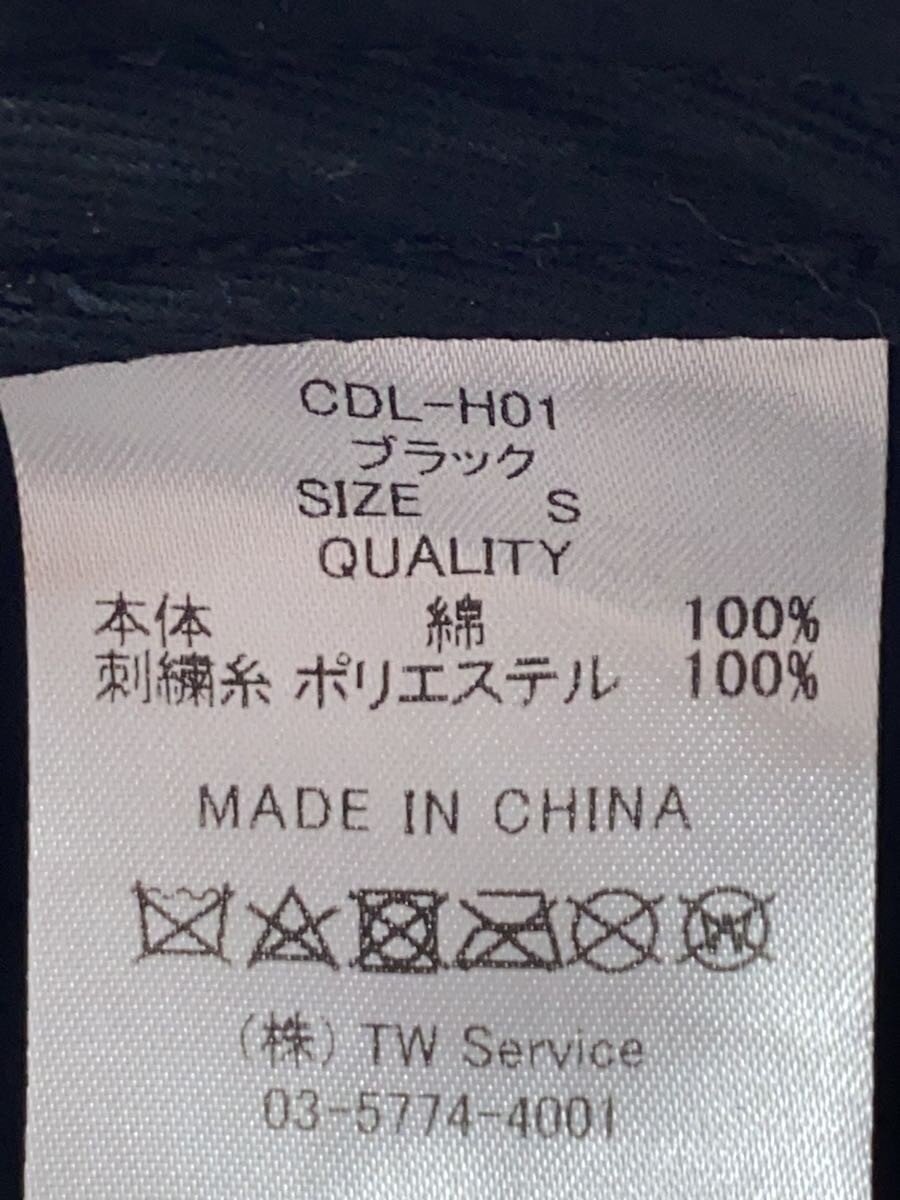 CDL-H01
ブラック
SIZE S
QUALITY
本体 綿 100%
刺繍糸 ポリエステル 100%
MADE IN CHINA
W
(株) TW Service
03-5774-4001